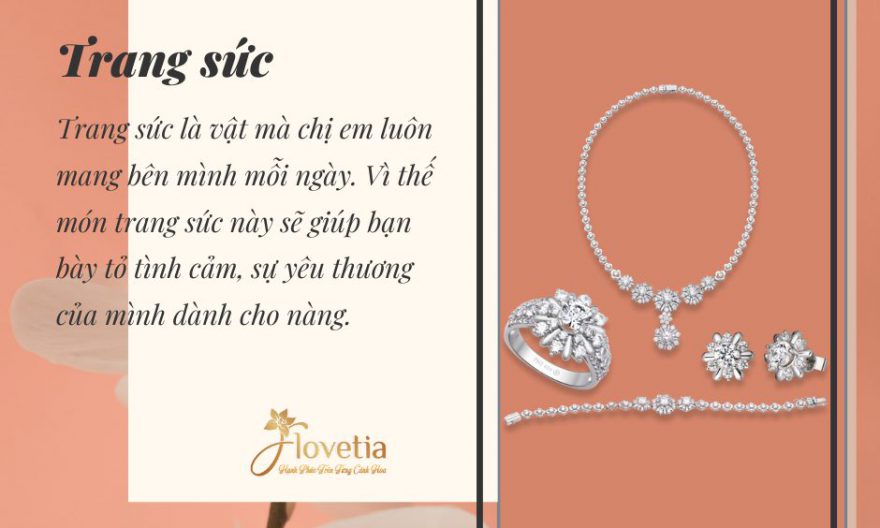 Trang sức
Trang sức là vật mà chị em luôn
mang bên mình mỗi ngày. Vì thế
món trang sức này sẽ giúp bạn
bày tỏ tình cảm, sự yêu thương
của mình dành cho nàng.
flovetia
Hạnh Phúc Trên Từng Cánh Hoa